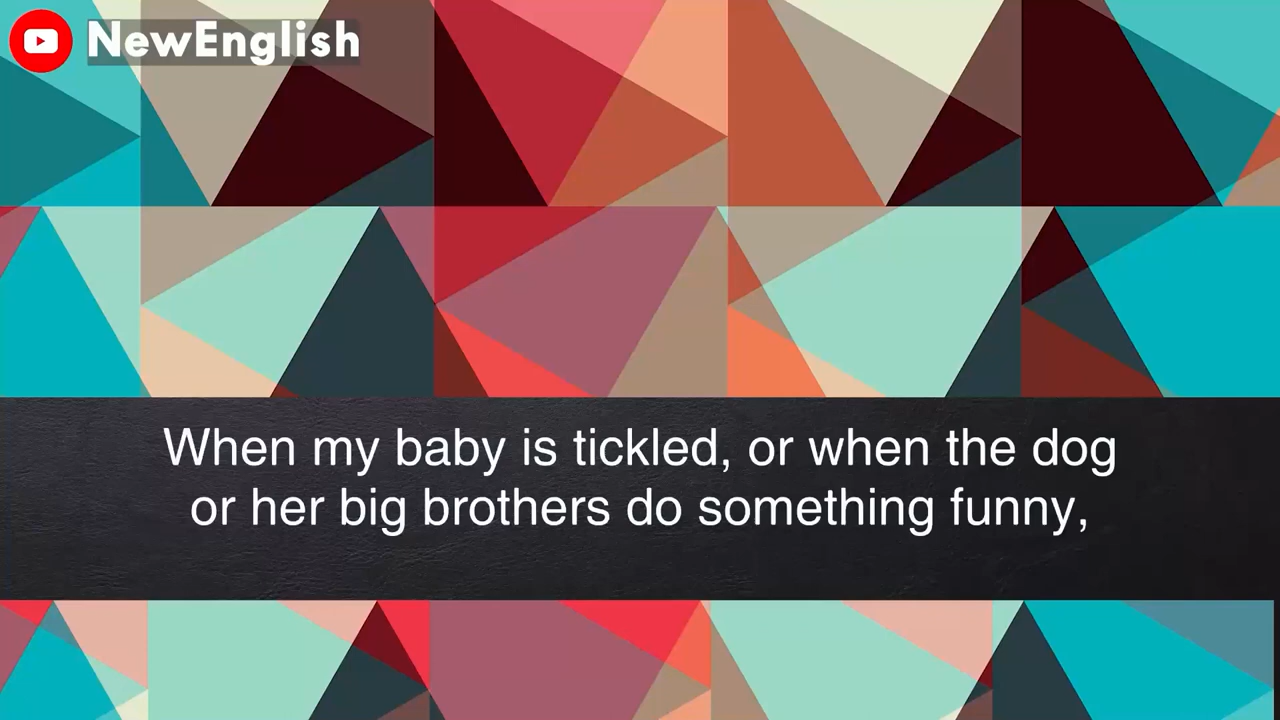 NewEnglish
When my baby is tickled, or when the dog
or her big brothers do something funny,